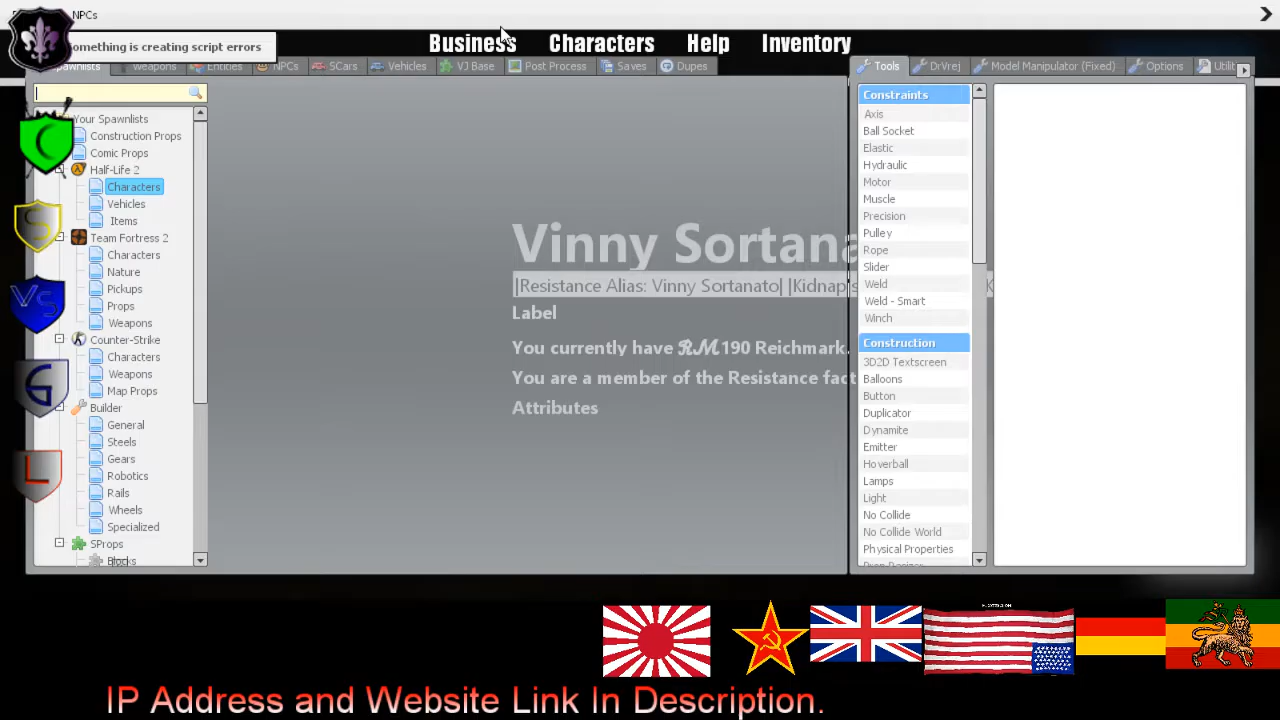 NPCs
omething is creating script errors
Business Characters Help Inventory
Spawnlists Weapons Entities NPCs SCars Vehicles VJ Base Post Process Saves Dupes
Tools DrVrej Model Manipulator (Fixed) Options Utilit
Your Spawnlists
Construction Props
Comic Props
Half-Life 2
Characters
Vehicles
Items
Team Fortress 2
Characters
Nature
Pickups
Props
Weapons
Counter-Strike
Characters
Weapons
Map Props
Builder
General
Steels
Gears
Robotics
Rails
Wheels
Specialized
SProps
Blocks
C
S
VS
G
L
Vinny Sortana
|Resistance Alias: Vinny Sortanato| |Kidnap
Label
You currently have RM 190 Reichmark.
You are a member of the Resistance fact
Attributes
Constraints
Axis
Ball Socket
Elastic
Hydraulic
Motor
Muscle
Precision
Pulley
Rope
Slider
Weld
Weld - Smart
Winch
Construction
3D2D Textscreen
Balloons
Button
Duplicator
Dynamite
Emitter
Hoverball
Lamps
Light
No Collide
No Collide World
Physical Properties
Prop Resizer
IP Address and Website Link In Description.